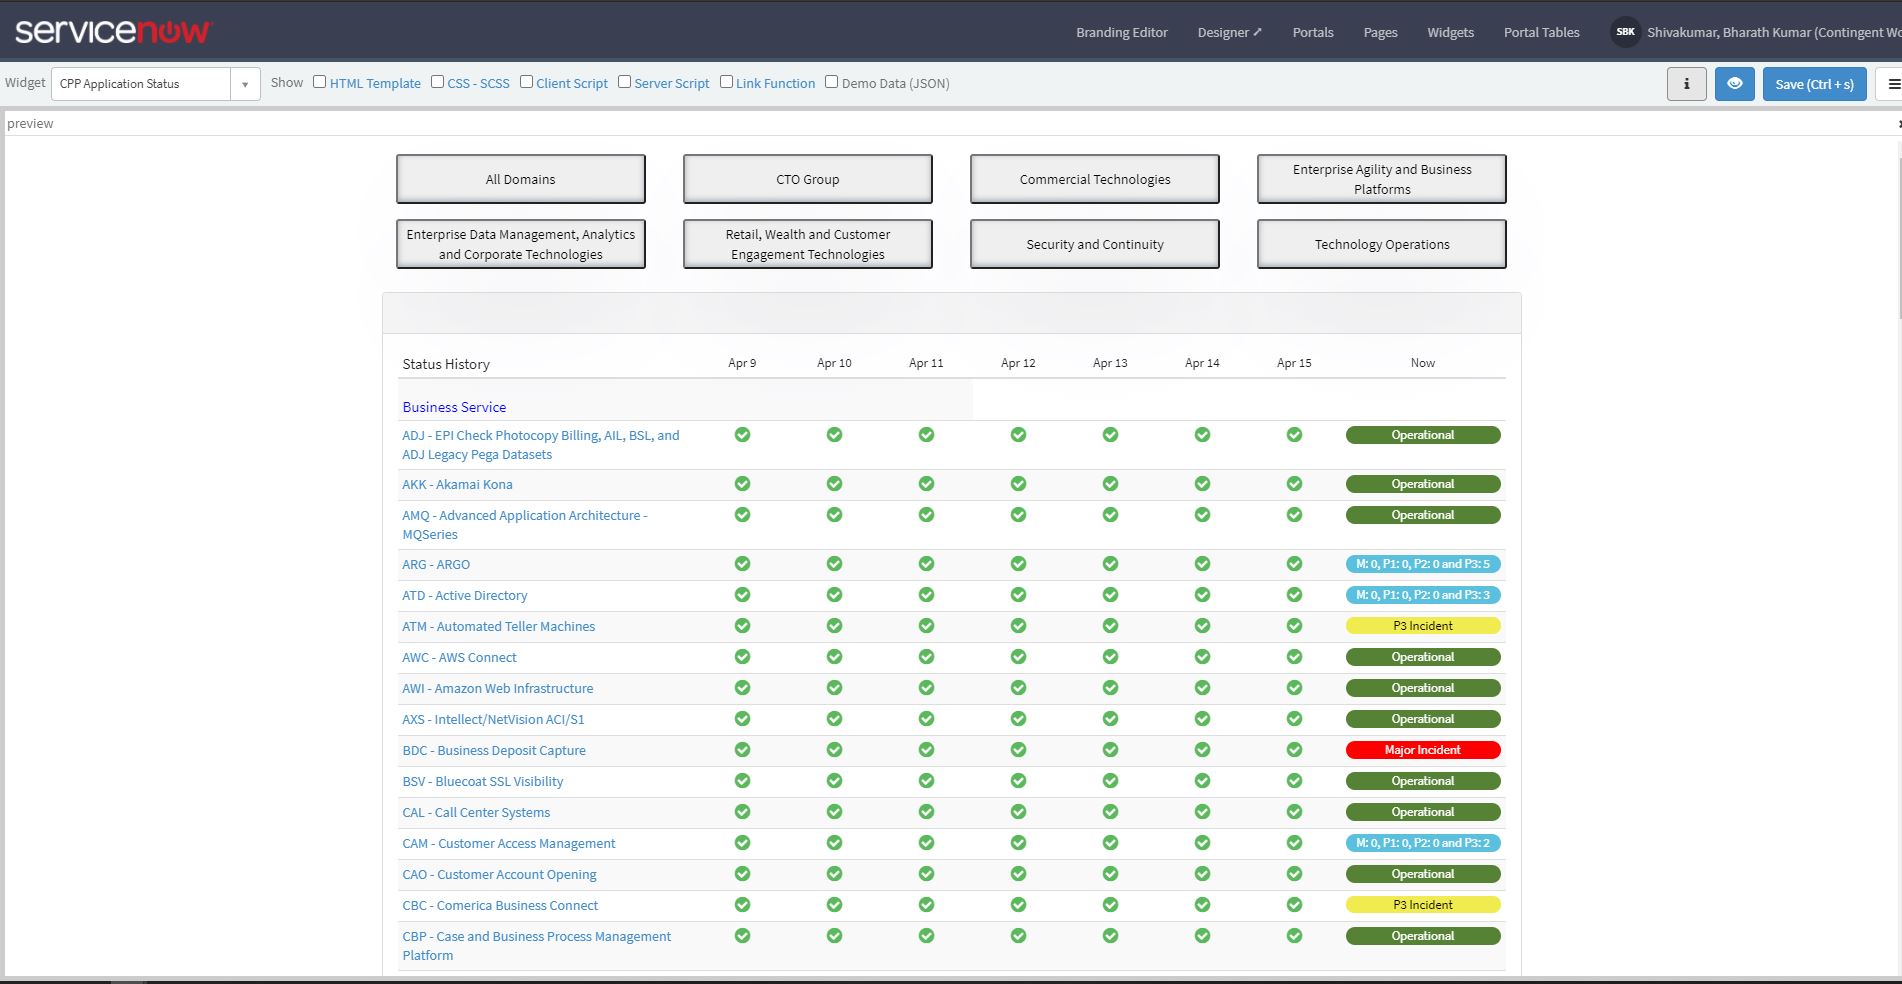 servicenow
Branding Editor Designer Portals Pages Widgets Portal Tables SBK Shivakumar, Bharath Kumar (Contingent Wo
Widget CPP Application Status Show HTML Template CSS - SCSS Client Script Server Script Link Function Demo Data (JSON) i Save (Ctrl + s)
preview
All Domains
CTO Group
Commercial Technologies
Enterprise Agility and Business
Platforms
Enterprise Data Management, Analytics
and Corporate Technologies
Retail, Wealth and Customer
Engagement Technologies
Security and Continuity
Technology Operations
Status History Apr 9 Apr 10 Apr 11 Apr 12 Apr 13 Apr 14 Apr 15 Now
Business Service
ADJ - EPI Check Photocopy Billing, AIL, BSL, and Operational
ADJ Legacy Pega Datasets
AKK - Akamai Kona Operational
AMQ - Advanced Application Architecture - Operational
MQSeries
ARG - ARGO M: 0, P1: 0, P2: 0 and P3: 5
ATD - Active Directory M: 0, P1: 0, P2: 0 and P3: 3
ATM - Automated Teller Machines P3 Incident
AWC - AWS Connect Operational
AWI - Amazon Web Infrastructure Operational
AXS - Intellect/NetVision ACI/S1 Operational
BDC - Business Deposit Capture Major Incident
BSV - Bluecoat SSL Visibility Operational
CAL - Call Center Systems Operational
CAM - Customer Access Management M: 0, P1: 0, P2: 0 and P3: 2
CAO - Customer Account Opening Operational
CBC - Comerica Business Connect P3 Incident
CBP - Case and Business Process Management Operational
Platform